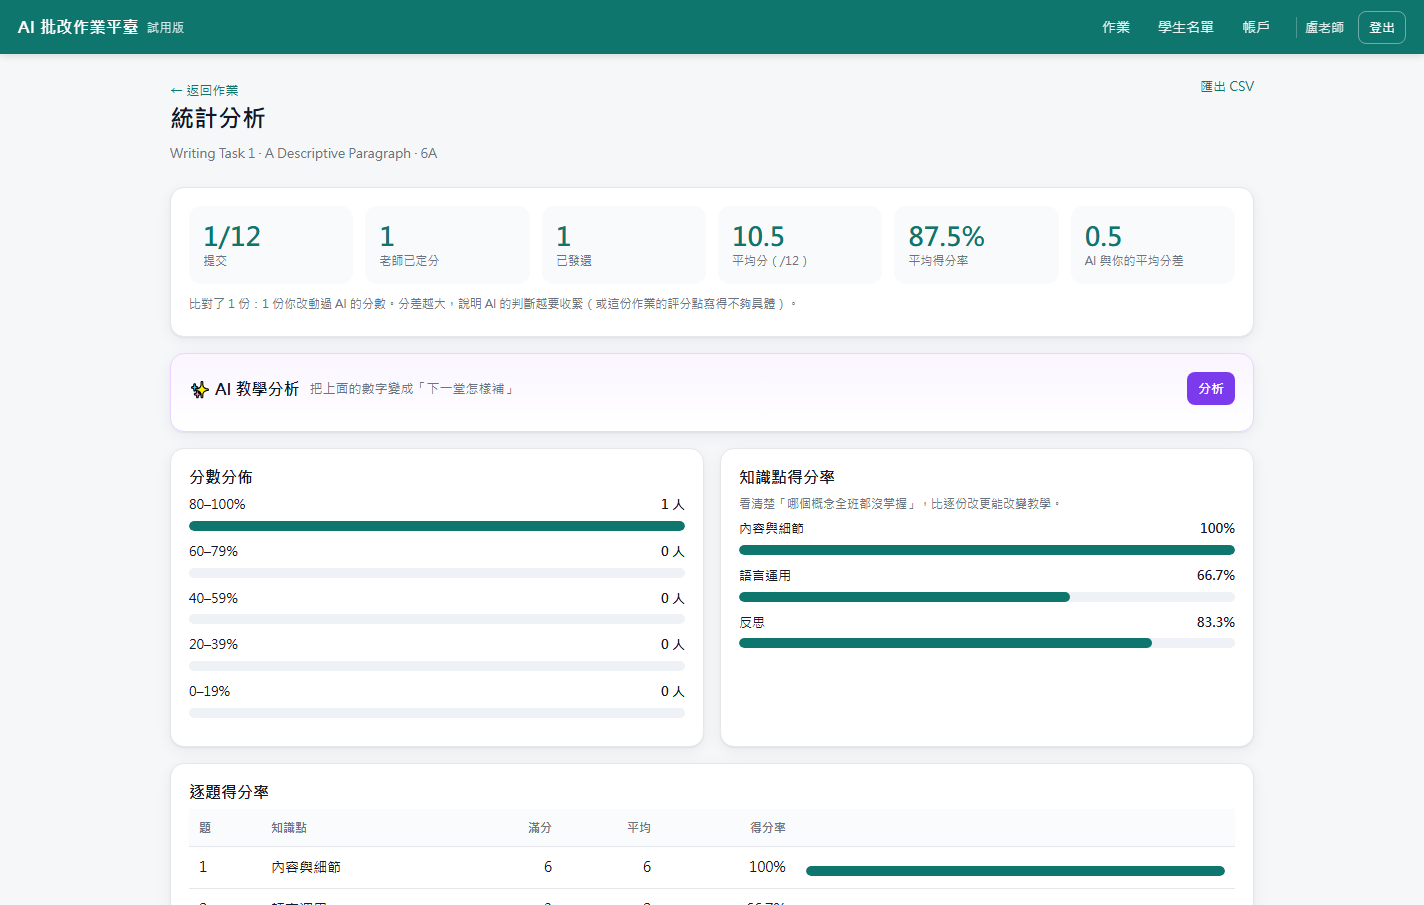 AI 批改作業平臺 試用版
作業 學生名單 帳戶 盧老師 登出
← 返回作業
匯出 CSV
統計分析
Writing Task 1 · A Descriptive Paragraph · 6A
1/12
提交
1
老師已定分
1
已發還
10.5
平均分（/12）
87.5%
平均得分率
0.5
AI 與你的平均分差
比對了 1 份：1 份你改動過 AI 的分數。分差越大，說明 AI 的判斷越要收緊（或這份作業的評分點寫得不夠具體）。
AI 教學分析 把上面的數字變成「下一堂怎樣補」
分析
分數分佈
80–100% 1 人
60–79% 0 人
40–59% 0 人
20–39% 0 人
0–19% 0 人
知識點得分率
看清楚「哪個概念全班都沒掌握」，比逐份改更能改變教學。
內容與細節 100%
語言運用 66.7%
反思 83.3%
逐題得分率
題 知識點 滿分 平均 得分率
1 內容與細節 6 6 100%